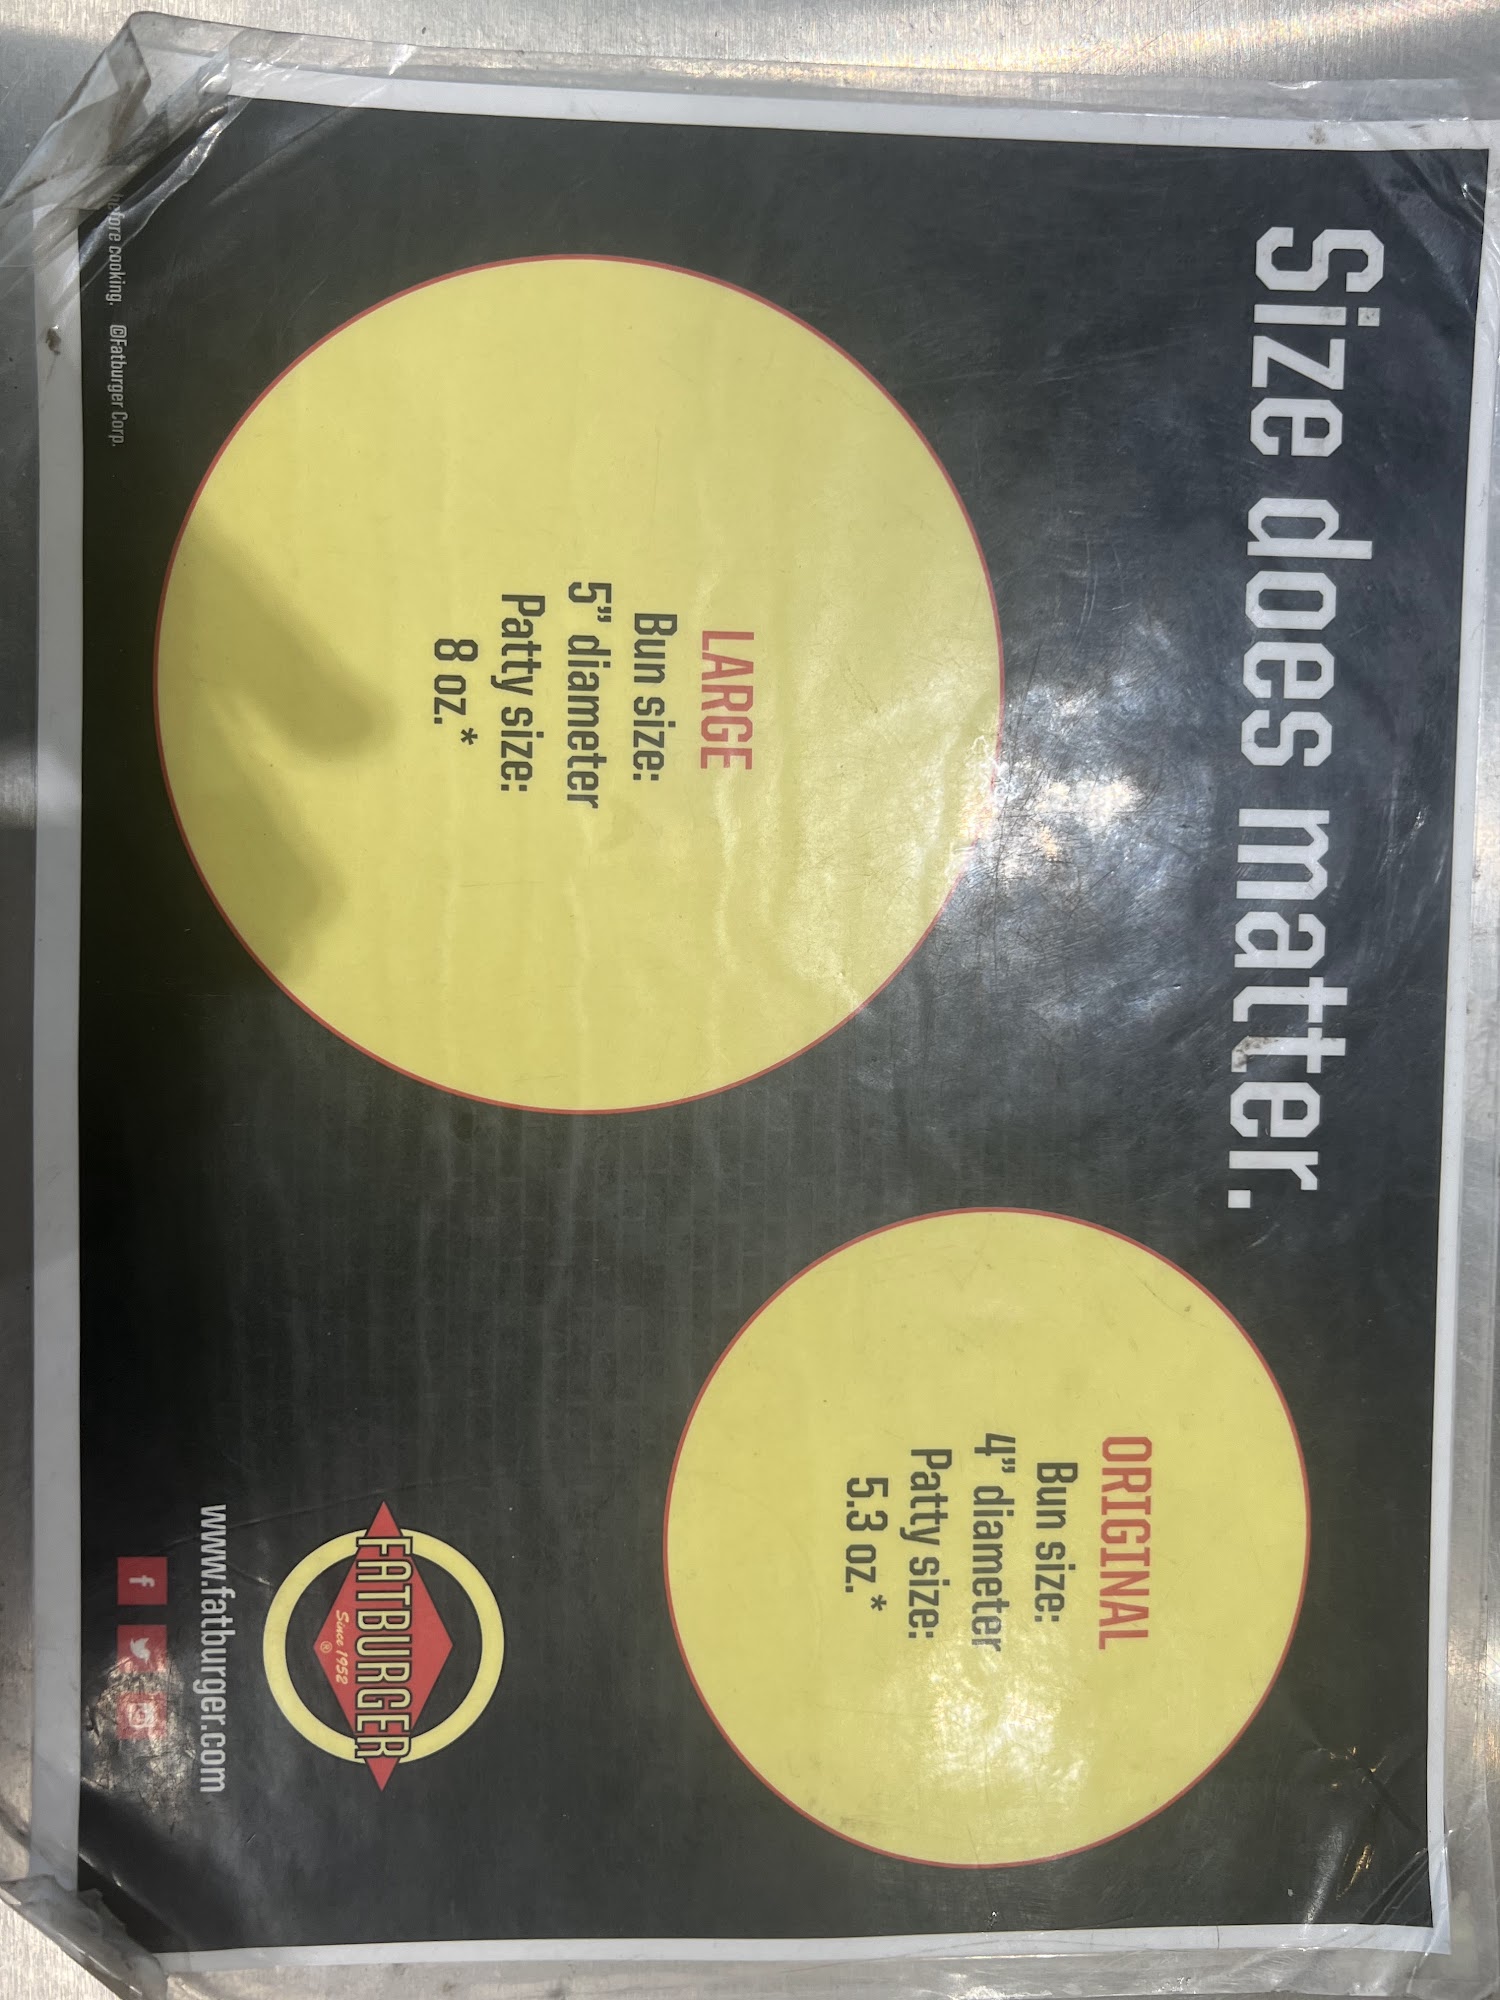 Size does matter.
LARGE
Bun size:
5” diameter
Patty size:
8 oz.*
ORIGINAL
Bun size:
4” diameter
Patty size:
5.3 oz.*
FATBURGER
Since 1952
®
www.fatburger.com
before cooking. ©Fatburger Corp.